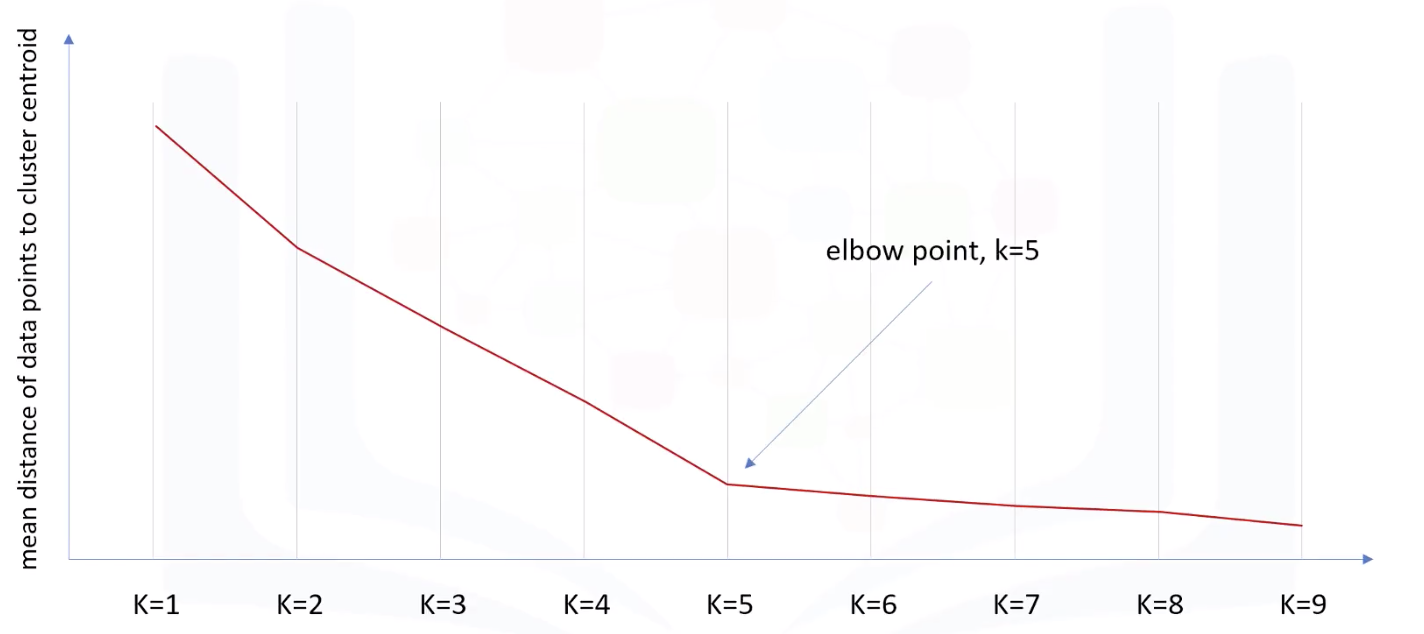 mean distance of data points to cluster centroid
elbow point, k=5
K=1
K=2
K=3
K=4
K=5
K=6
K=7
K=8
K=9